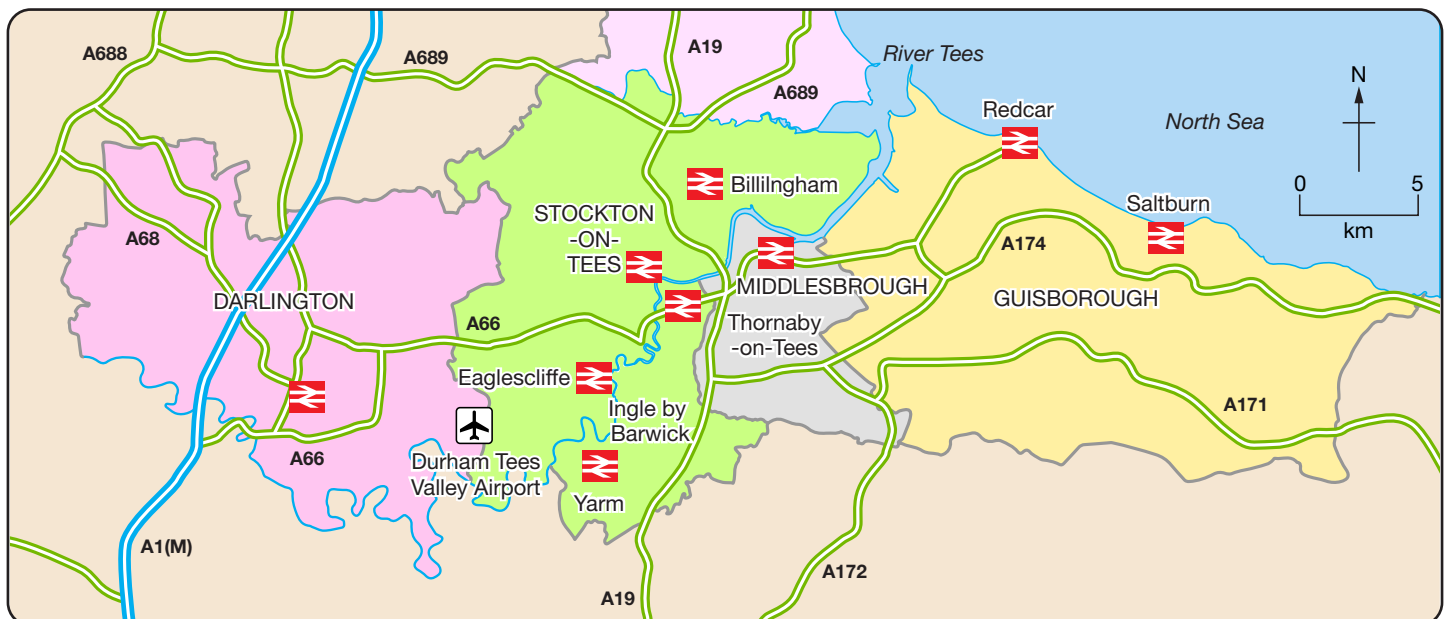 A688
A689
A19
River Tees
A689
Redcar
North Sea
N
0 5
km
Billilngham
STOCKTON
-ON-
TEES
Saltburn
A68
A174
DARLINGTON
MIDDLESBROUGH
GUISBOROUGH
A66
Thornaby
-on-Tees
Eaglescliffe
Ingle by
Barwick
A171
A66
Durham Tees
Valley Airport
Yarm
A1(M)
A172
A19